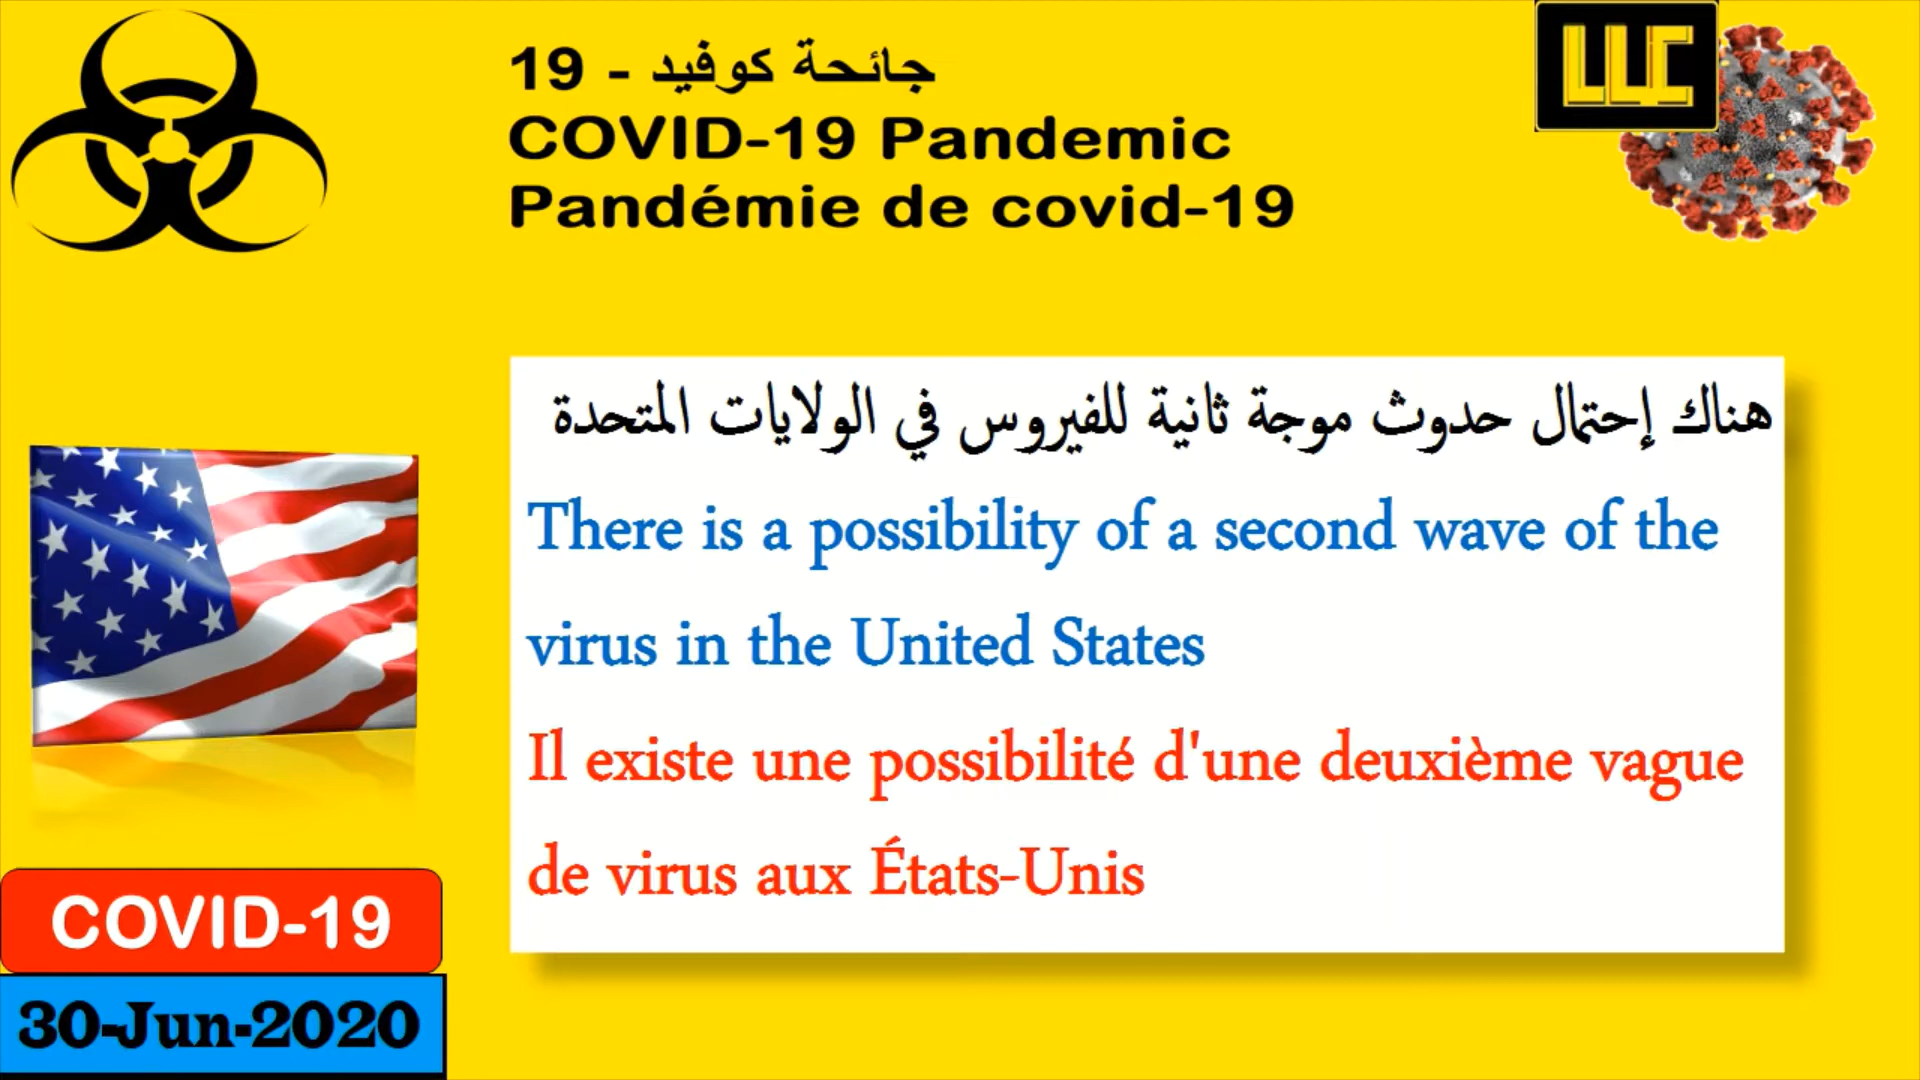 جائحة كوفيد - 19
COVID-19 Pandemic
Pandémie de covid-19
LLC
هناك إحتمال حدوث موجة ثانية للفيروس في الولايات المتحدة
There is a possibility of a second wave of the
virus in the United States
Il existe une possibilité d'une deuxième vague
de virus aux États-Unis
COVID-19
30-Jun-2020